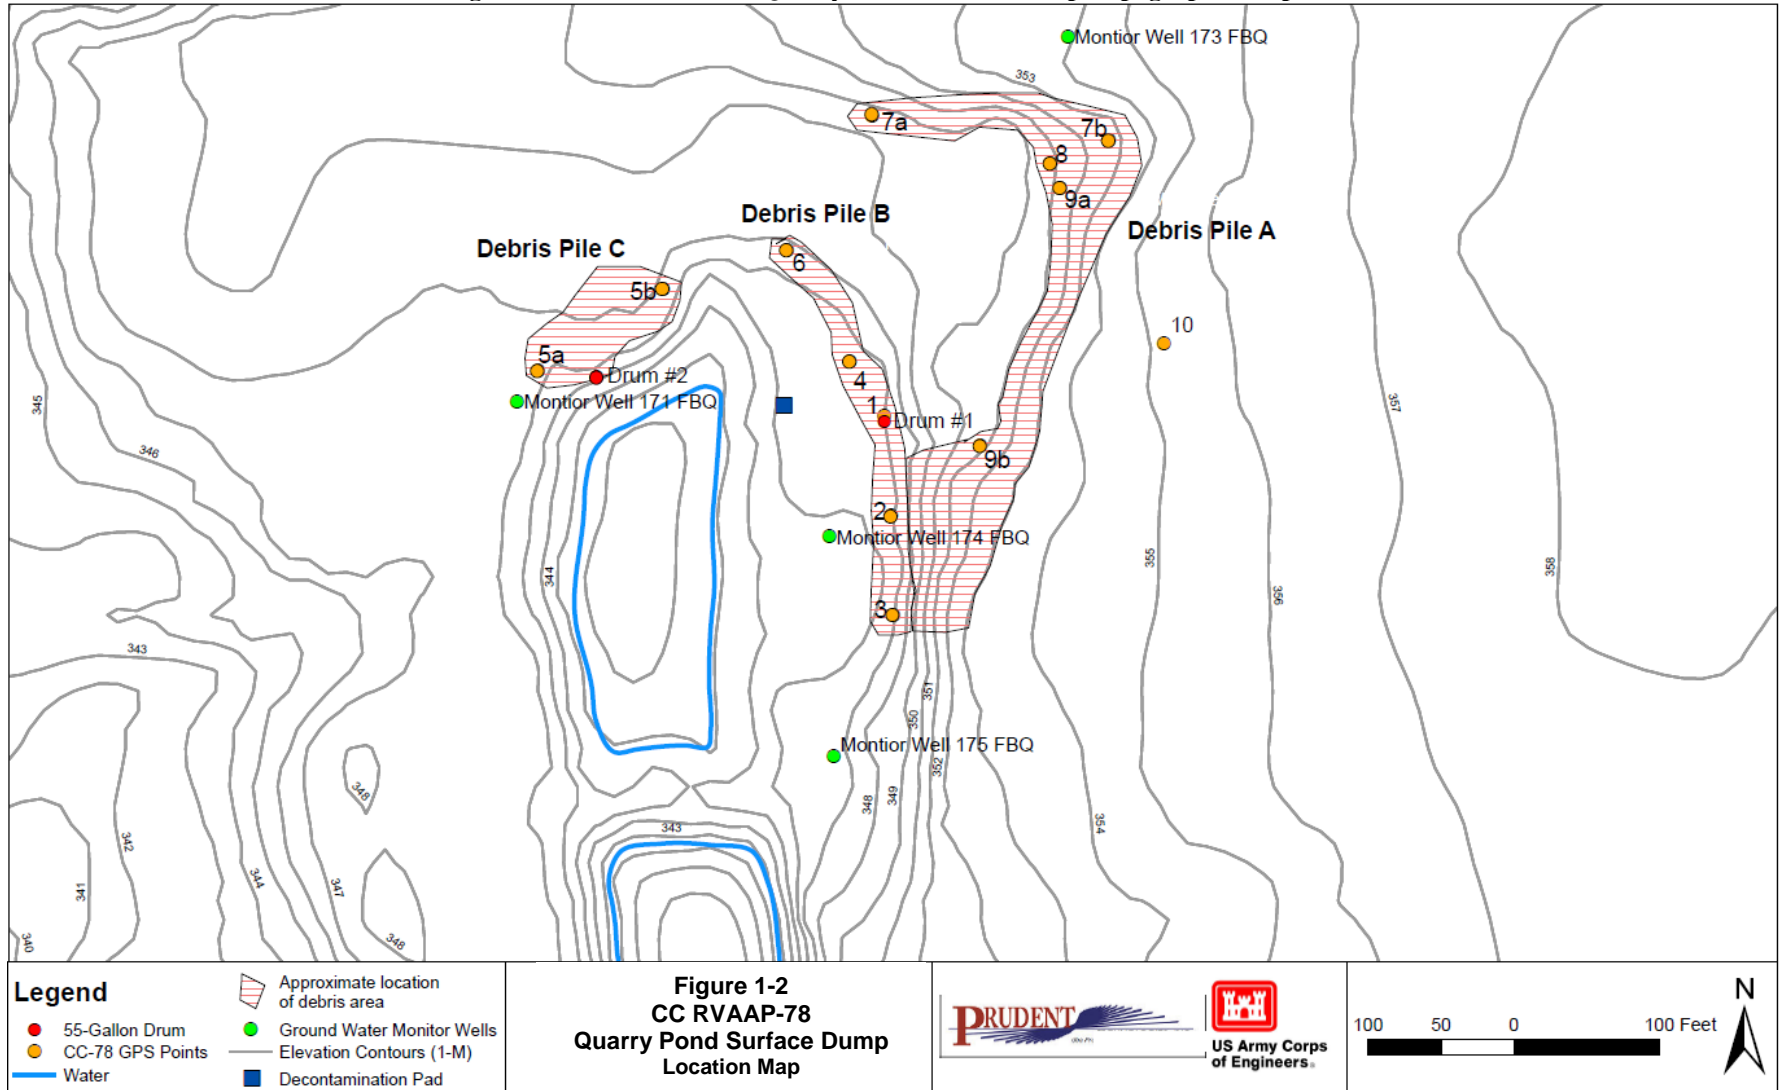 Montior Well 173 FBQ
353
7a
7b
8
9a
Debris Pile B
Debris Pile A
Debris Pile C
6
5b
10
5a
4
Drum #2
Montior Well 171 FBQ
1
Drum #1
345
357
346
9b
2
Montior Well 174 FBQ
344
355
358
356
3
343
351
350
Montior Well 175 FBQ
352
348
348
349
354
343
342
341
344
347
348
340
Legend
55-Gallon Drum
CC-78 GPS Points
Water
Approximate location
of debris area
Ground Water Monitor Wells
Elevation Contours (1-M)
Decontamination Pad
Figure 1-2
CC RVAAP-78
Quarry Pond Surface Dump
Location Map
PRUDENT
US Army Corps
of Engineers
100 50 0 100 Feet
N